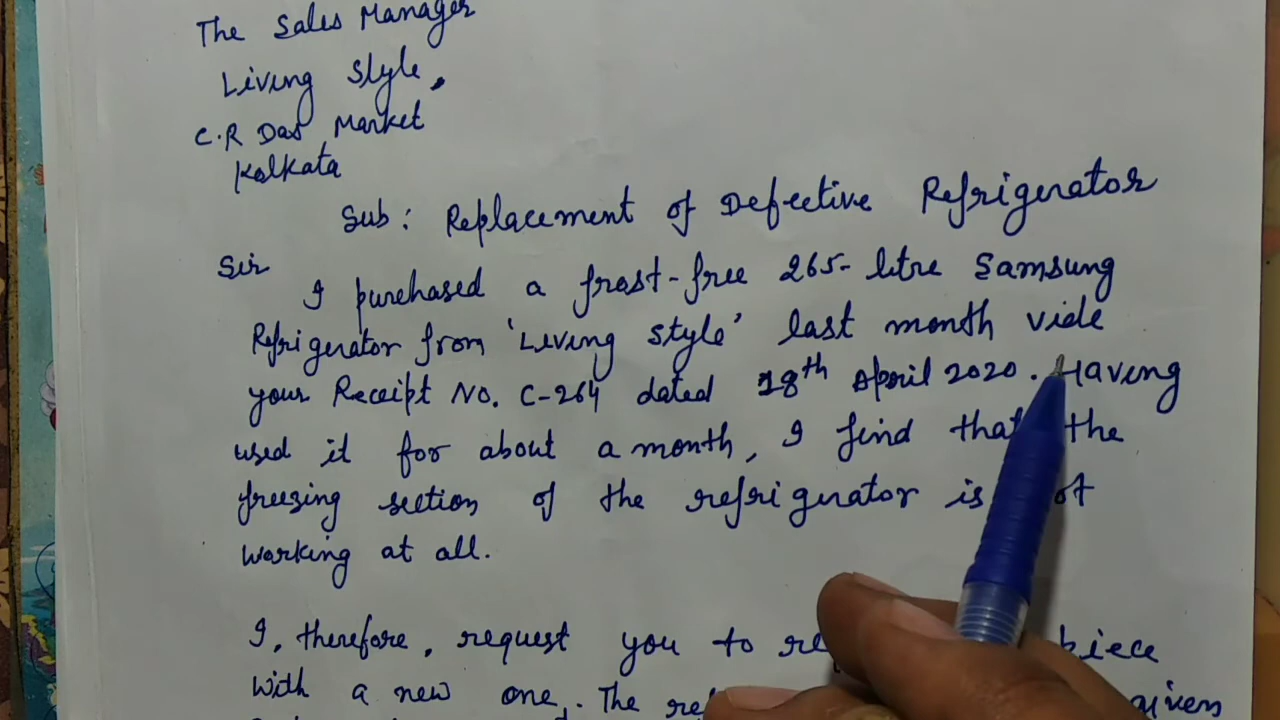 The Sales Manager
Living Style,
C.R Das Market
Kolkata
Sub: Replacement of Defective Refrigerator
Sir
I purchased a frost-free 265-litre Samsung
Refrigerator from 'Living Style' last month vide
your Receipt No. C-264 dated 18th April 2020. Having
used it for about a month, I find that the
freezing section of the refrigerator is
working at all.
I, therefore, request you to piece
with a new one. The given